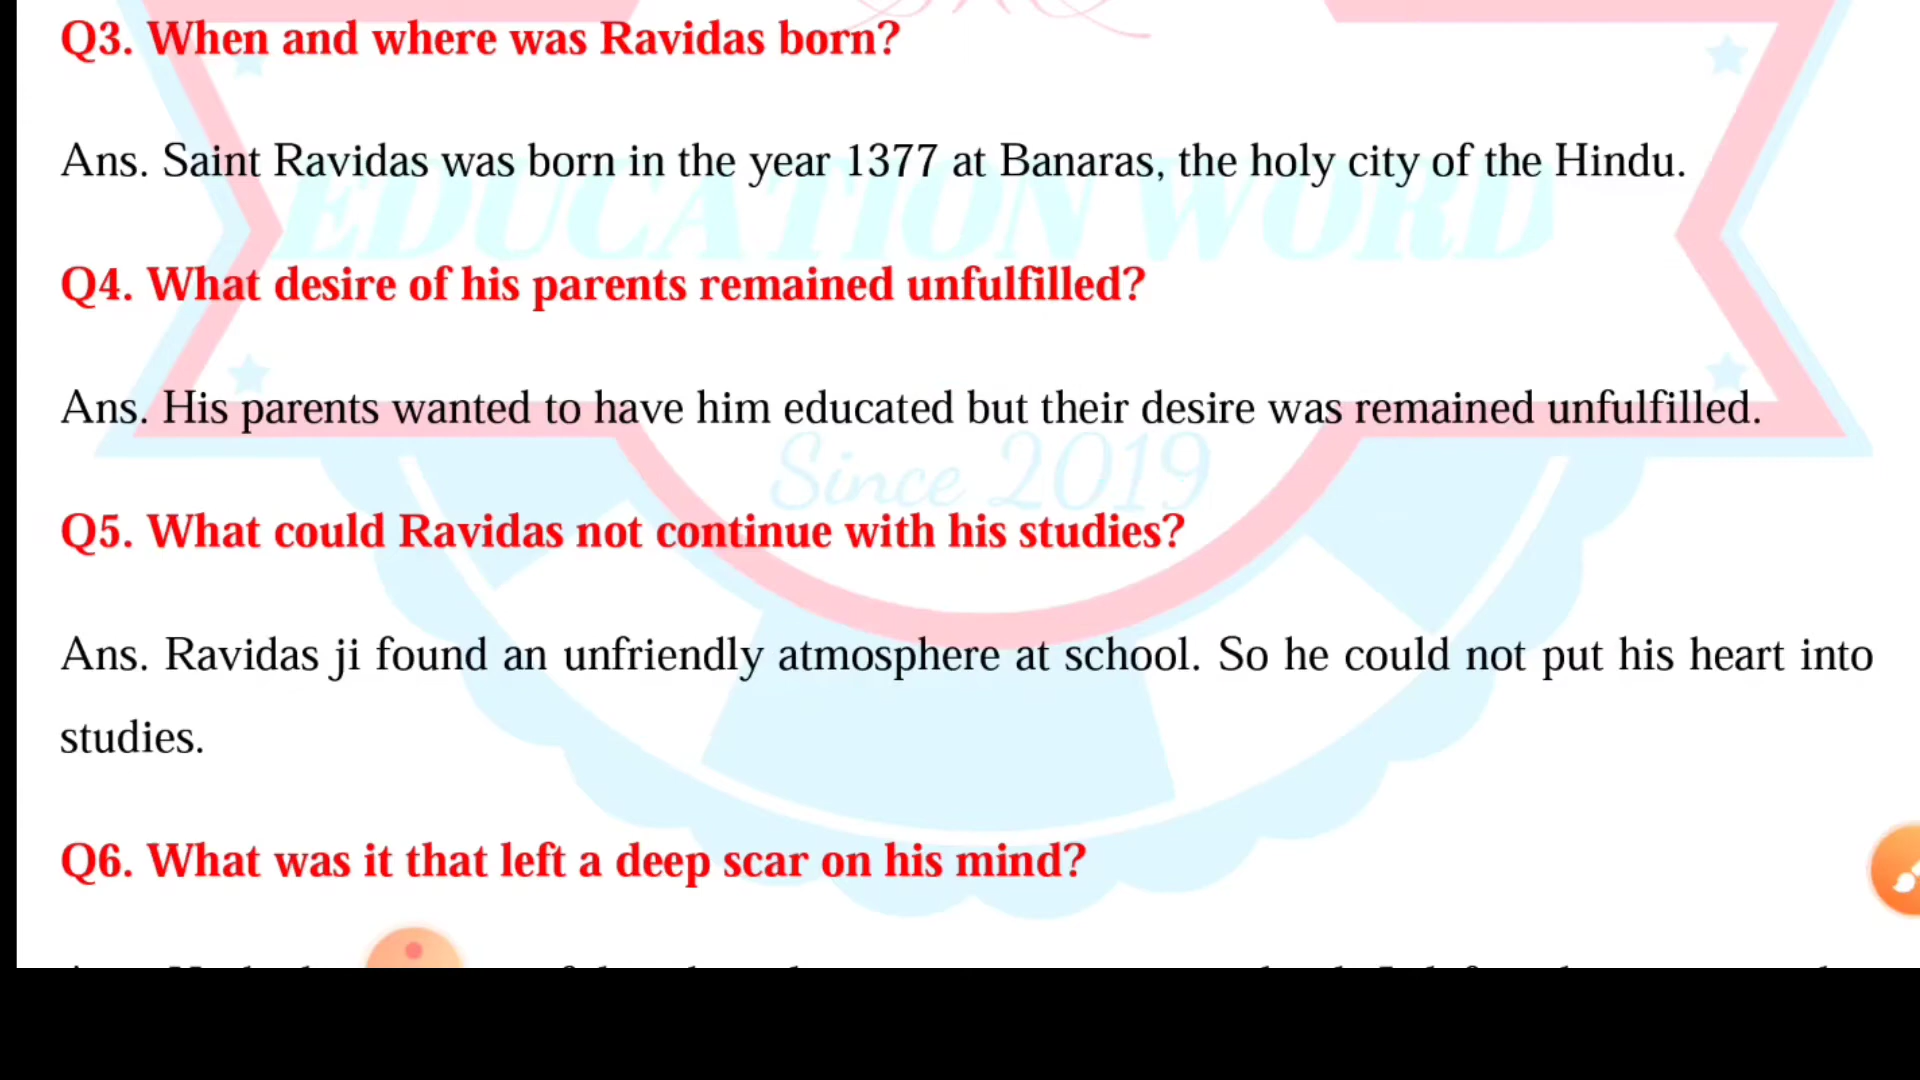 Q3. When and where was Ravidas born?
Ans. Saint Ravidas was born in the year 1377 at Banaras, the holy city of the Hindu.
EDUCATION WORD
Q4. What desire of his parents remained unfulfilled?
Ans. His parents wanted to have him educated but their desire was remained unfulfilled.
Since 2019
Q5. What could Ravidas not continue with his studies?
Ans. Ravidas ji found an unfriendly atmosphere at school. So he could not put his heart into
studies.
Q6. What was it that left a deep scar on his mind?